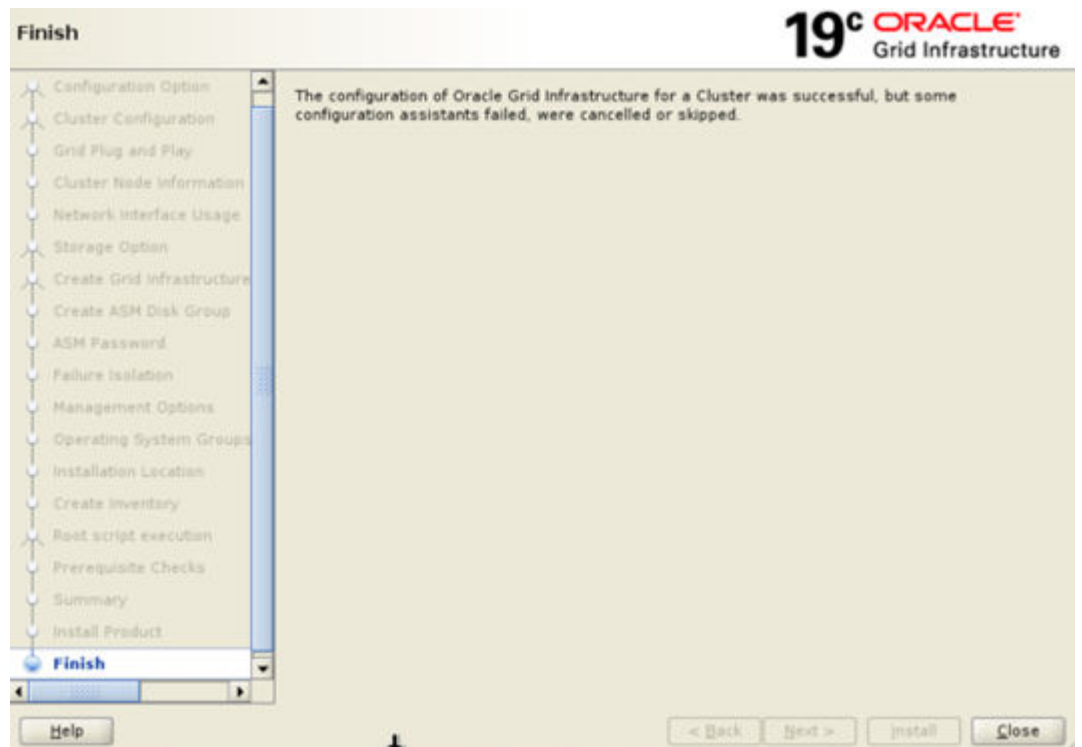 Finish
19c ORACLE
Grid Infrastructure
Configuration Option
Cluster Configuration
Grid Plug and Play
Cluster Node Information
Network Interface Usage
Storage Option
Create Grid Infrastructure
Create ASM Disk Group
ASM Password
Failure Isolation
Management Options
Operating System Groups
Installation Location
Create Inventory
Root script execution
Prerequisite Checks
Summary
Install Product
Finish
The configuration of Oracle Grid Infrastructure for a Cluster was successful, but some
configuration assistants failed, were cancelled or skipped.
Help
< Back
Next >
Install
Close